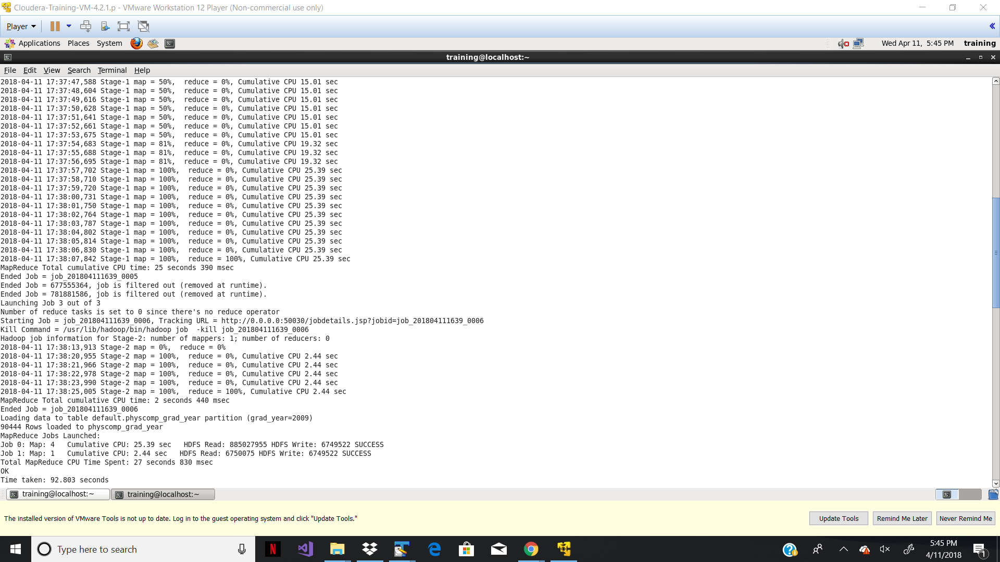 Cloudera-Training-VM-4.2.1.p - VMware Workstation 12 Player (Non-commercial use only)
Player
Applications Places System Wed Apr 11, 5:45 PM training
training@localhost:~
File Edit View Search Terminal Help
2018-04-11 17:37:47,588 Stage-1 map = 50%,  reduce = 0%, Cumulative CPU 15.01 sec
2018-04-11 17:37:48,604 Stage-1 map = 50%,  reduce = 0%, Cumulative CPU 15.01 sec
2018-04-11 17:37:49,616 Stage-1 map = 50%,  reduce = 0%, Cumulative CPU 15.01 sec
2018-04-11 17:37:50,628 Stage-1 map = 50%,  reduce = 0%, Cumulative CPU 15.01 sec
2018-04-11 17:37:51,641 Stage-1 map = 50%,  reduce = 0%, Cumulative CPU 15.01 sec
2018-04-11 17:37:52,661 Stage-1 map = 50%,  reduce = 0%, Cumulative CPU 15.01 sec
2018-04-11 17:37:53,675 Stage-1 map = 50%,  reduce = 0%, Cumulative CPU 15.01 sec
2018-04-11 17:37:54,683 Stage-1 map = 81%,  reduce = 0%, Cumulative CPU 19.32 sec
2018-04-11 17:37:55,688 Stage-1 map = 81%,  reduce = 0%, Cumulative CPU 19.32 sec
2018-04-11 17:37:56,695 Stage-1 map = 81%,  reduce = 0%, Cumulative CPU 19.32 sec
2018-04-11 17:37:57,702 Stage-1 map = 100%,  reduce = 0%, Cumulative CPU 25.39 sec
2018-04-11 17:37:58,710 Stage-1 map = 100%,  reduce = 0%, Cumulative CPU 25.39 sec
2018-04-11 17:37:59,720 Stage-1 map = 100%,  reduce = 0%, Cumulative CPU 25.39 sec
2018-04-11 17:38:00,731 Stage-1 map = 100%,  reduce = 0%, Cumulative CPU 25.39 sec
2018-04-11 17:38:01,750 Stage-1 map = 100%,  reduce = 0%, Cumulative CPU 25.39 sec
2018-04-11 17:38:02,764 Stage-1 map = 100%,  reduce = 0%, Cumulative CPU 25.39 sec
2018-04-11 17:38:03,787 Stage-1 map = 100%,  reduce = 0%, Cumulative CPU 25.39 sec
2018-04-11 17:38:04,802 Stage-1 map = 100%,  reduce = 0%, Cumulative CPU 25.39 sec
2018-04-11 17:38:05,814 Stage-1 map = 100%,  reduce = 0%, Cumulative CPU 25.39 sec
2018-04-11 17:38:06,830 Stage-1 map = 100%,  reduce = 0%, Cumulative CPU 25.39 sec
2018-04-11 17:38:07,842 Stage-1 map = 100%,  reduce = 100%, Cumulative CPU 25.39 sec
MapReduce Total cumulative CPU time: 25 seconds 390 msec
Ended Job = job_201804111639_0005
Ended Job = 677555364, job is filtered out (removed at runtime).
Ended Job = 781881586, job is filtered out (removed at runtime).
Launching Job 3 out of 3
Number of reduce tasks is set to 0 since there's no reduce operator
Starting Job = job_201804111639_0006, Tracking URL = http://0.0.0.0:50030/jobdetails.jsp?jobid=job_201804111639_0006
Kill Command = /usr/lib/hadoop/bin/hadoop job  -kill job_201804111639_0006
Hadoop job information for Stage-2: number of mappers: 1; number of reducers: 0
2018-04-11 17:38:13,913 Stage-2 map = 0%,  reduce = 0%
2018-04-11 17:38:20,955 Stage-2 map = 100%,  reduce = 0%, Cumulative CPU 2.44 sec
2018-04-11 17:38:21,966 Stage-2 map = 100%,  reduce = 0%, Cumulative CPU 2.44 sec
2018-04-11 17:38:22,978 Stage-2 map = 100%,  reduce = 0%, Cumulative CPU 2.44 sec
2018-04-11 17:38:23,990 Stage-2 map = 100%,  reduce = 0%, Cumulative CPU 2.44 sec
2018-04-11 17:38:25,005 Stage-2 map = 100%,  reduce = 100%, Cumulative CPU 2.44 sec
MapReduce Total cumulative CPU time: 2 seconds 440 msec
Ended Job = job_201804111639_0006
Loading data to table default.physcomp_grad_year partition (grad_year=2009)
90444 Rows loaded to physcomp_grad_year
MapReduce Jobs Launched:
Job 0: Map: 4   Cumulative CPU: 25.39 sec   HDFS Read: 885027955 HDFS Write: 6749522 SUCCESS
Job 1: Map: 1   Cumulative CPU: 2.44 sec   HDFS Read: 6750075 HDFS Write: 6749522 SUCCESS
Total MapReduce CPU Time Spent: 27 seconds 830 msec
OK
Time taken: 92.803 seconds
training@localhost:~ training@localhost:~
The installed version of VMware Tools is not up to date. Log in to the guest operating system and click "Update Tools." Update Tools Remind Me Later Never Remind Me
Type here to search N 5:45 PM
4/11/2018 1